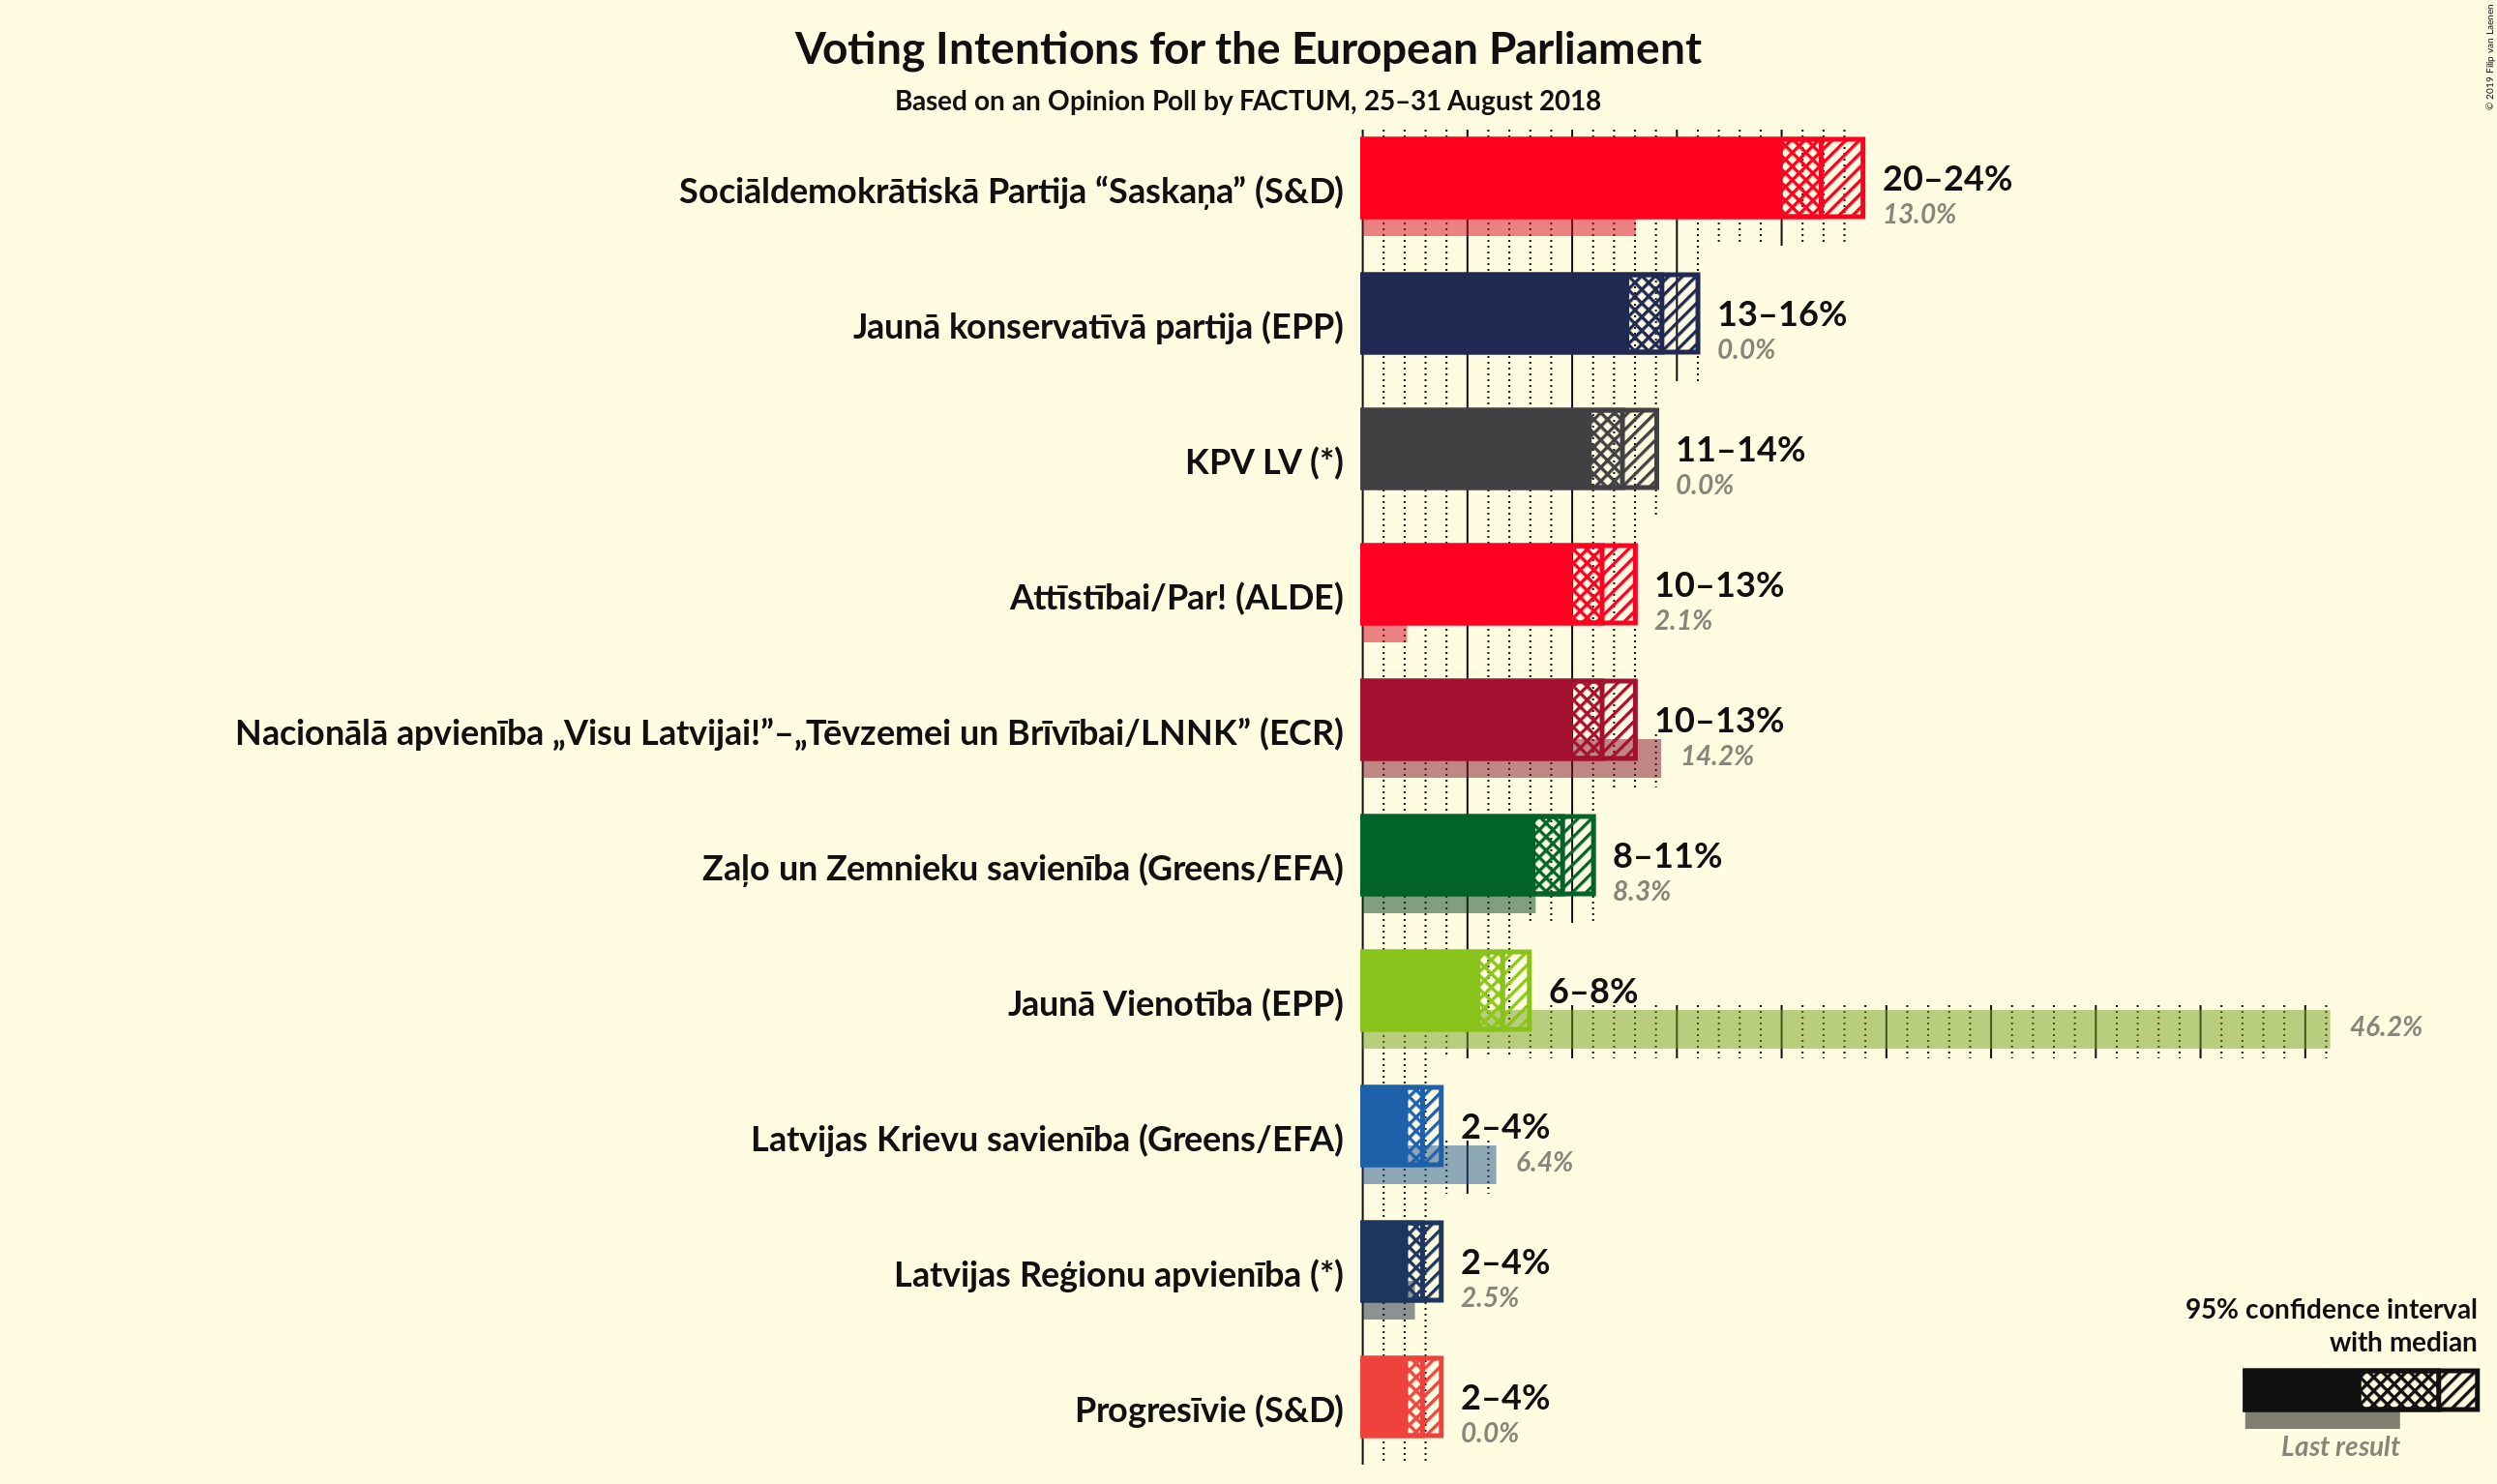 Voting Intentions for the European Parliament
Based on an Opinion Poll by FACTUM, 25–31 August 2018
© 2019 Filip van Laenen
Sociāldemokrātiskā Partija “Saskaņa” (S&D)
20–24%
13.0%
Jaunā konservatīvā partija (EPP)
13–16%
0.0%
KPV LV (*)
11–14%
0.0%
Attīstībai/Par! (ALDE)
10–13%
2.1%
Nacionālā apvienība „Visu Latvijai!”–„Tēvzemei un Brīvībai/LNNK” (ECR)
10–13%
14.2%
Zaļo un Zemnieku savienība (Greens/EFA)
8–11%
8.3%
Jaunā Vienotība (EPP)
6–8%
46.2%
Latvijas Krievu savienība (Greens/EFA)
2–4%
6.4%
Latvijas Reģionu apvienība (*)
2–4%
2.5%
Progresīvie (S&D)
2–4%
0.0%
95% confidence interval
with median
Last result